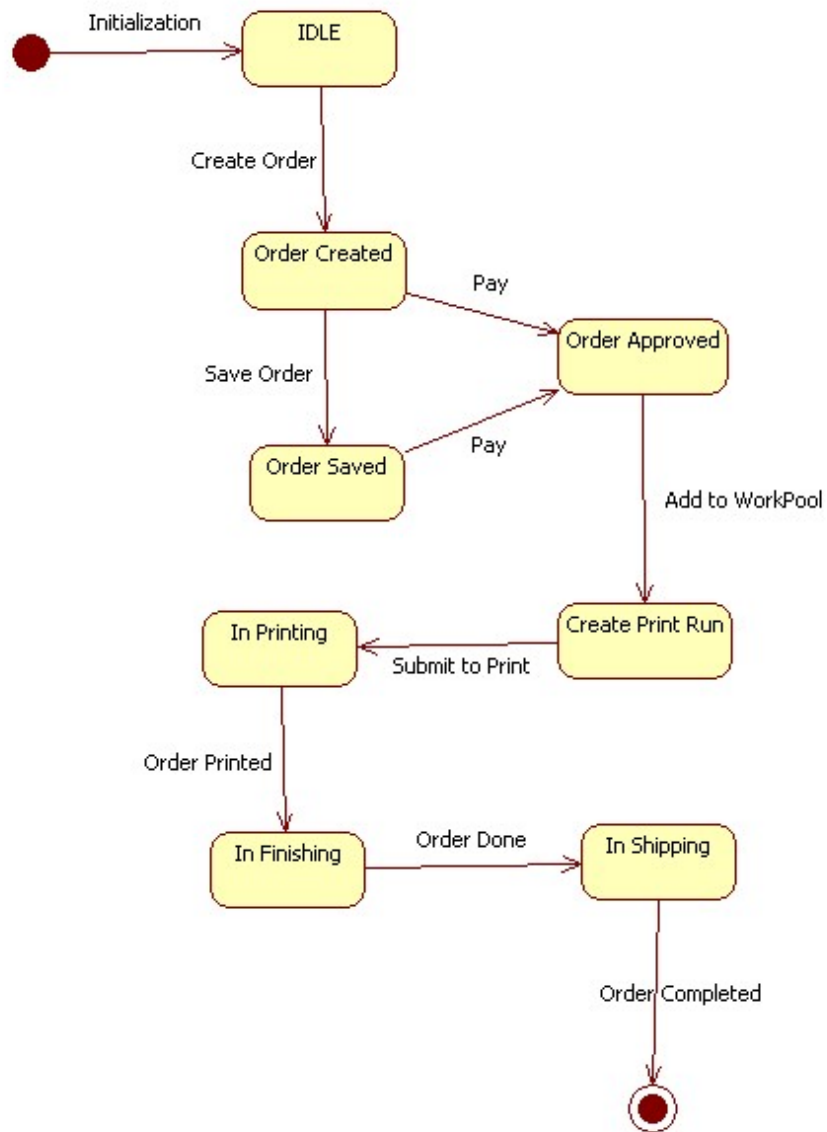 Initialization
IDLE
Create Order
Order Created
Pay
Order Approved
Save Order
Order Saved
Pay
Add to WorkPool
In Printing
Create Print Run
Submit to Print
Order Printed
In Finishing
Order Done
In Shipping
Order Completed